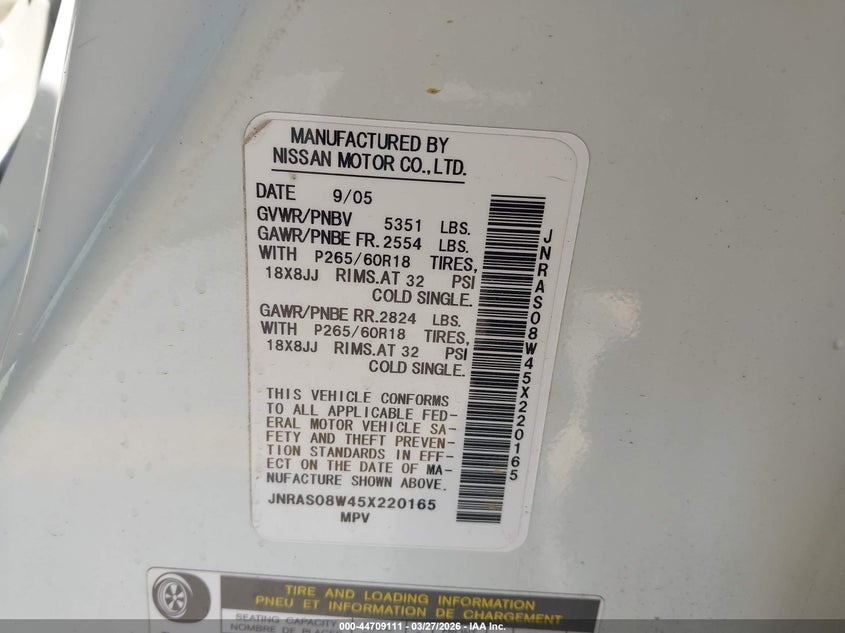 MANUFACTURED BY
NISSAN MOTOR CO.,LTD.
DATE 9/05
GVWR/PNBV 5351 LBS.
GAWR/PNBE FR. 2554 LBS.
WITH P265/60R18 TIRES,
18X8JJ RIMS.AT 32 PSI
COLD SINGLE.
GAWR/PNBE RR. 2824 LBS.
WITH P265/60R18 TIRES,
18X8JJ RIMS.AT 32 PSI
COLD SINGLE.
THIS VEHICLE CONFORMS
TO ALL APPLICABLE FED-
ERAL MOTOR VEHICLE SA-
FETY AND THEFT PREVEN-
TION STANDARDS IN EFF-
ECT ON THE DATE OF MA-
NUFACTURE SHOWN ABOVE.
JNRAS08W45X220165
MPV
JNRAS08W45X220165
TIRE AND LOADING INFORMATION
PNEU ET INFORMATION DE CHARGEMENT
SEATING CAPACITY
NOMBRE DE
000-44709111 - 03/27/2026 - IAA Inc.